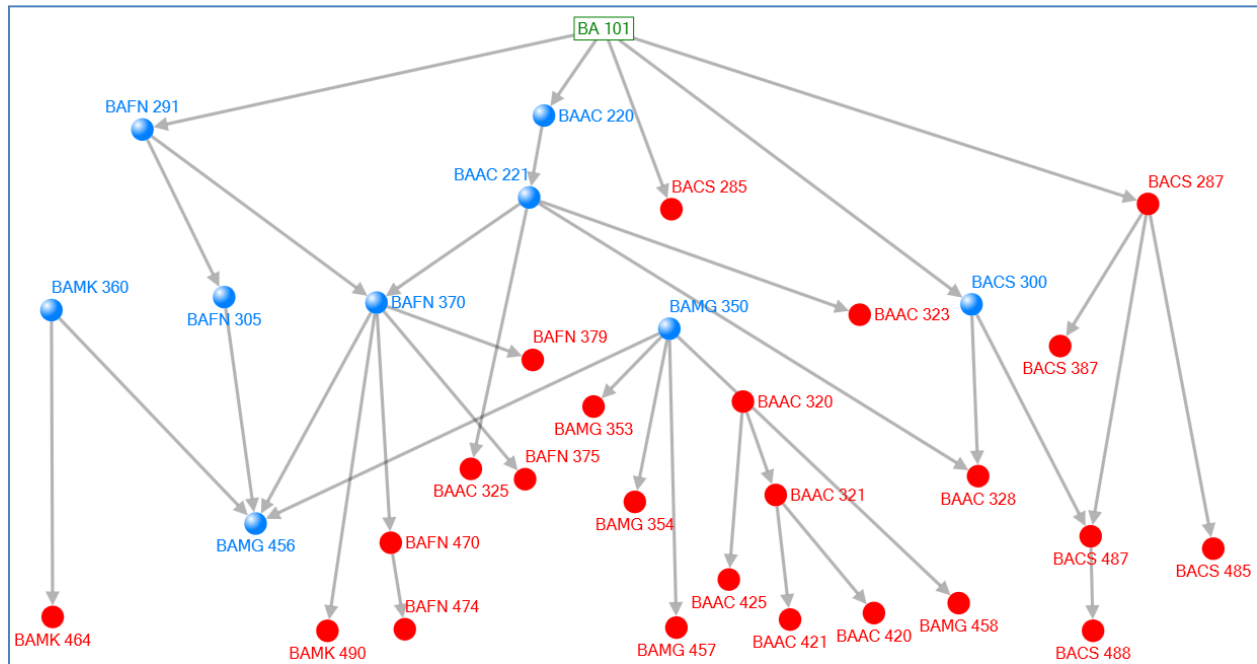 BA 101
BAFN 291
BAAC 220
BAAC 221
BACS 285
BACS 287
BAMK 360
BAFN 305
BAFN 370
BAMG 350
BACS 300
BAAC 323
BAFN 379
BACS 387
BAAC 320
BAMG 353
BAFN 375
BAAC 325
BAAC 321
BAAC 328
BAMG 354
BAMG 456
BAFN 470
BACS 487
BACS 485
BAAC 425
BAFN 474
BAMG 458
BAMK 464
BAMK 490
BAMG 457
BAAC 421
BAAC 420
BACS 488